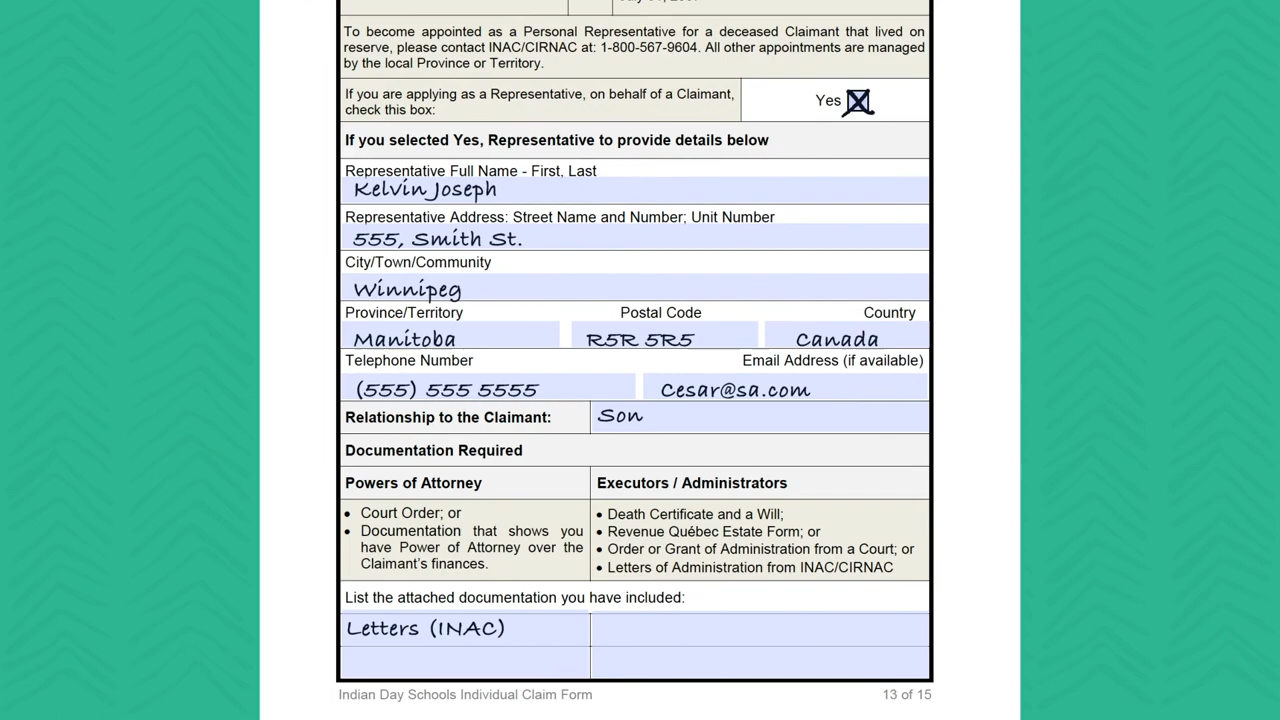 To become appointed as a Personal Representative for a deceased Claimant that lived on
reserve, please contact INAC/CIRNAC at: 1-800-567-9604. All other appointments are managed
by the local Province or Territory.
If you are applying as a Representative, on behalf of a Claimant,
check this box:
Yes
If you selected Yes, Representative to provide details below
Representative Full Name - First, Last
Kelvin Joseph
Representative Address: Street Name and Number; Unit Number
555, Smith St.
City/Town/Community
Winnipeg
Province/Territory Postal Code Country
Manitoba R5R 5R5 Canada
Telephone Number Email Address (if available)
(555) 555 5555 Cesar@sa.com
Relationship to the Claimant: Son
Documentation Required
Powers of Attorney Executors / Administrators
• Court Order; or
• Documentation that shows you
have Power of Attorney over the
Claimant's finances.
• Death Certificate and a Will;
• Revenue Québec Estate Form; or
• Order or Grant of Administration from a Court; or
• Letters of Administration from INAC/CIRNAC
List the attached documentation you have included:
Letters (INAC)
Indian Day Schools Individual Claim Form 13 of 15